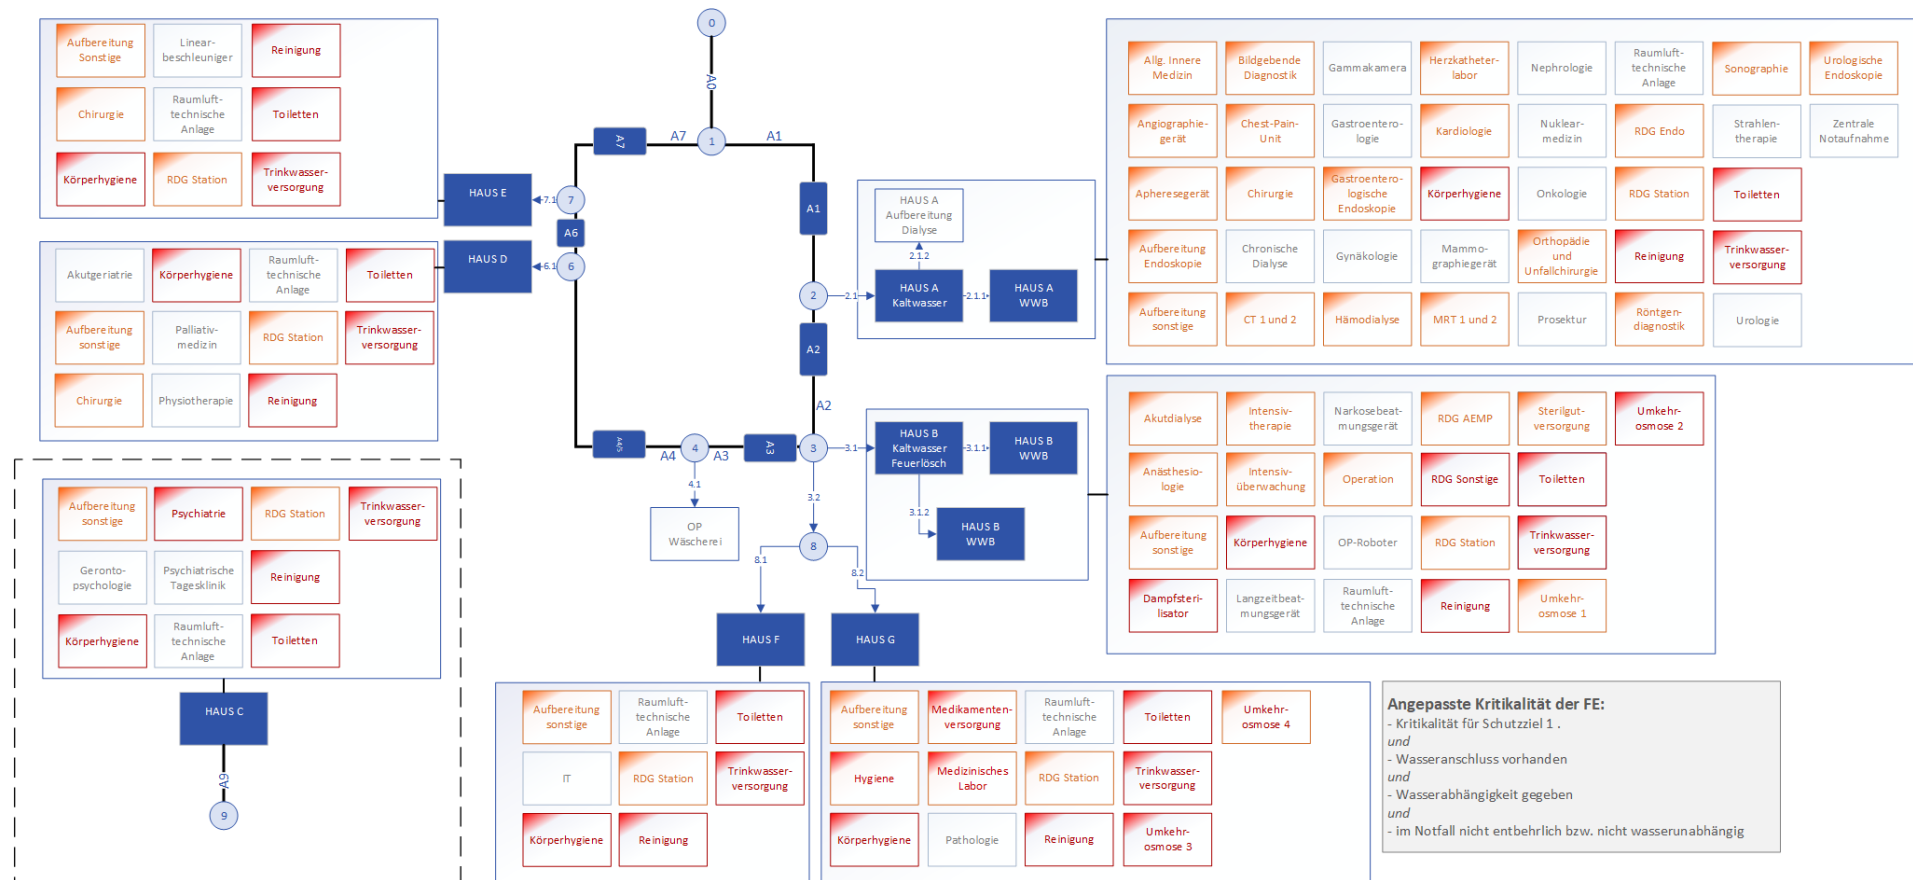 0
A0
A7
A7
1
A1
A1
Aufbereitung
Sonstige
Linear-
beschleuniger
Reinigung
Chirurgie
Raumluft-
technische
Anlage
Toiletten
Körperhygiene
RDG Station
Trinkwasser-
versorgung
HAUS E
7.1
7
A6
HAUS D
6.1
6
Akutgeriatrie
Körperhygiene
Raumluft-
technische
Anlage
Toiletten
Aufbereitung
sonstige
Palliativ-
medizin
RDG Station
Trinkwasser-
versorgung
Chirurgie
Physiotherapie
Reinigung
2
2.1
HAUS A
Aufbereitung
Dialyse
2.1.2
HAUS A
Kaltwasser
2.1.1
HAUS A
WWB
A2
A2
Allg. Innere
Medizin
Bildgebende
Diagnostik
Gammakamera
Herzkatheter-
labor
Nephrologie
Raumluft-
technische
Anlage
Sonographie
Urologische
Endoskopie
Angiographie-
gerät
Chest-Pain-
Unit
Gastroentero-
logie
Kardiologie
Nuklear-
medizin
RDG Endo
Strahlen-
therapie
Zentrale
Notaufnahme
Apheresegerät
Chirurgie
Gastroentero-
logische
Endoskopie
Körperhygiene
Onkologie
RDG Station
Toiletten
Aufbereitung
Endoskopie
Chronische
Dialyse
Gynäkologie
Mammo-
graphiegerät
Orthopädie
und
Unfallchirurgie
Reinigung
Trinkwasser-
versorgung
Aufbereitung
sonstige
CT 1 und 2
Hämodialyse
MRT 1 und 2
Prosektur
Röntgen-
diagnostik
Urologie
A4/5
A4
4
A3
A3
3
3.1
HAUS B
Kaltwasser
Feuerlösch
3.1.1
HAUS B
WWB
3.1.2
HAUS B
WWB
4.1
OP
Wäscherei
3.2
8
8.1
8.2
Akutdialyse
Intensiv-
therapie
Narkosebeat-
mungsgerät
RDG AEMP
Sterilgut-
versorgung
Umkehr-
osmose 2
Anästhesio-
logie
Intensiv-
überwachung
Operation
RDG Sonstige
Toiletten
Aufbereitung
sonstige
Körperhygiene
OP-Roboter
RDG Station
Trinkwasser-
versorgung
Dampfsteri-
lisator
Langzeitbeat-
mungsgerät
Raumluft-
technische
Anlage
Reinigung
Umkehr-
osmose 1
Aufbereitung
sonstige
Psychiatrie
RDG Station
Trinkwasser-
versorgung
Geronto-
psychologie
Psychiatrische
Tagesklinik
Reinigung
Körperhygiene
Raumluft-
technische
Anlage
Toiletten
HAUS C
A9
9
HAUS F
HAUS G
Aufbereitung
sonstige
Raumluft-
technische
Anlage
Toiletten
IT
RDG Station
Trinkwasser-
versorgung
Körperhygiene
Reinigung
Aufbereitung
sonstige
Medikamenten-
versorgung
Raumluft-
technische
Anlage
Toiletten
Umkehr-
osmose 4
Hygiene
Medizinisches
Labor
RDG Station
Trinkwasser-
versorgung
Körperhygiene
Pathologie
Reinigung
Umkehr-
osmose 3
Angepasste Kritikalität der FE:
- Kritikalität für Schutzziel 1 .
und
- Wasseranschluss vorhanden
und
- Wasserabhängigkeit gegeben
und
- im Notfall nicht entbehrlich bzw. nicht wasserunabhängig